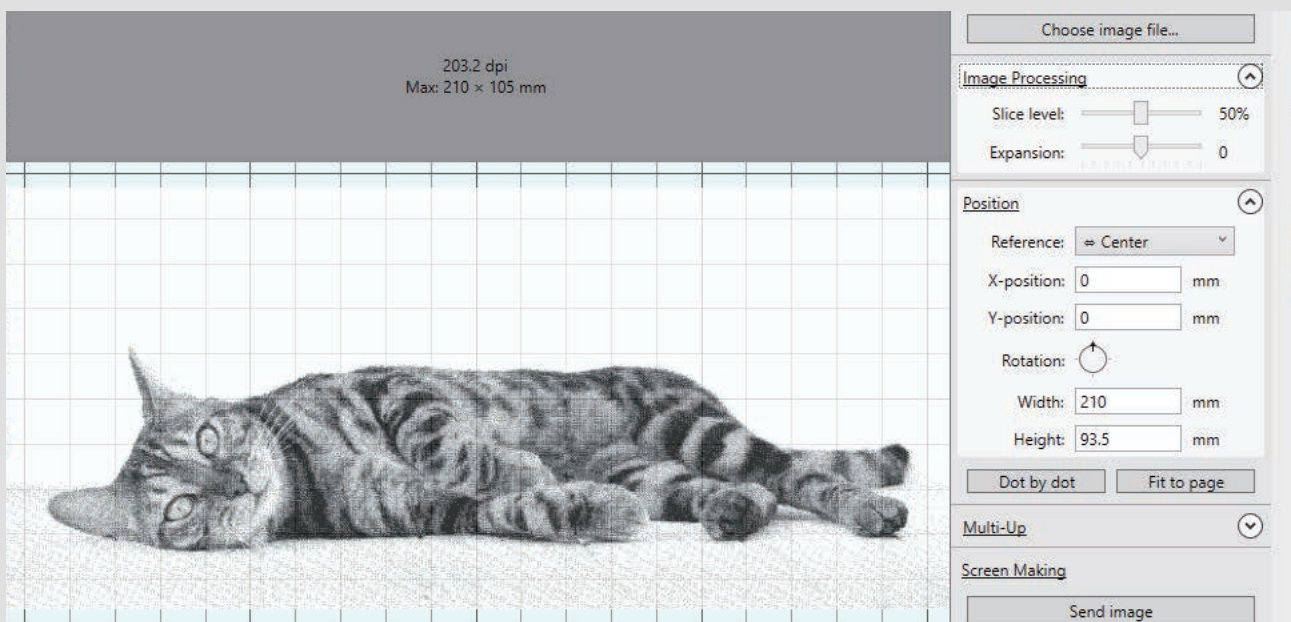 203.2 dpi
Max: 210 × 105 mm
Choose image file...
Image Processing
Slice level: 50%
Expansion: 0
Position
Reference: ⇔ Center
X-position: 0 mm
Y-position: 0 mm
Rotation:
Width: 210 mm
Height: 93.5 mm
Dot by dot Fit to page
Multi-Up
Screen Making
Send image